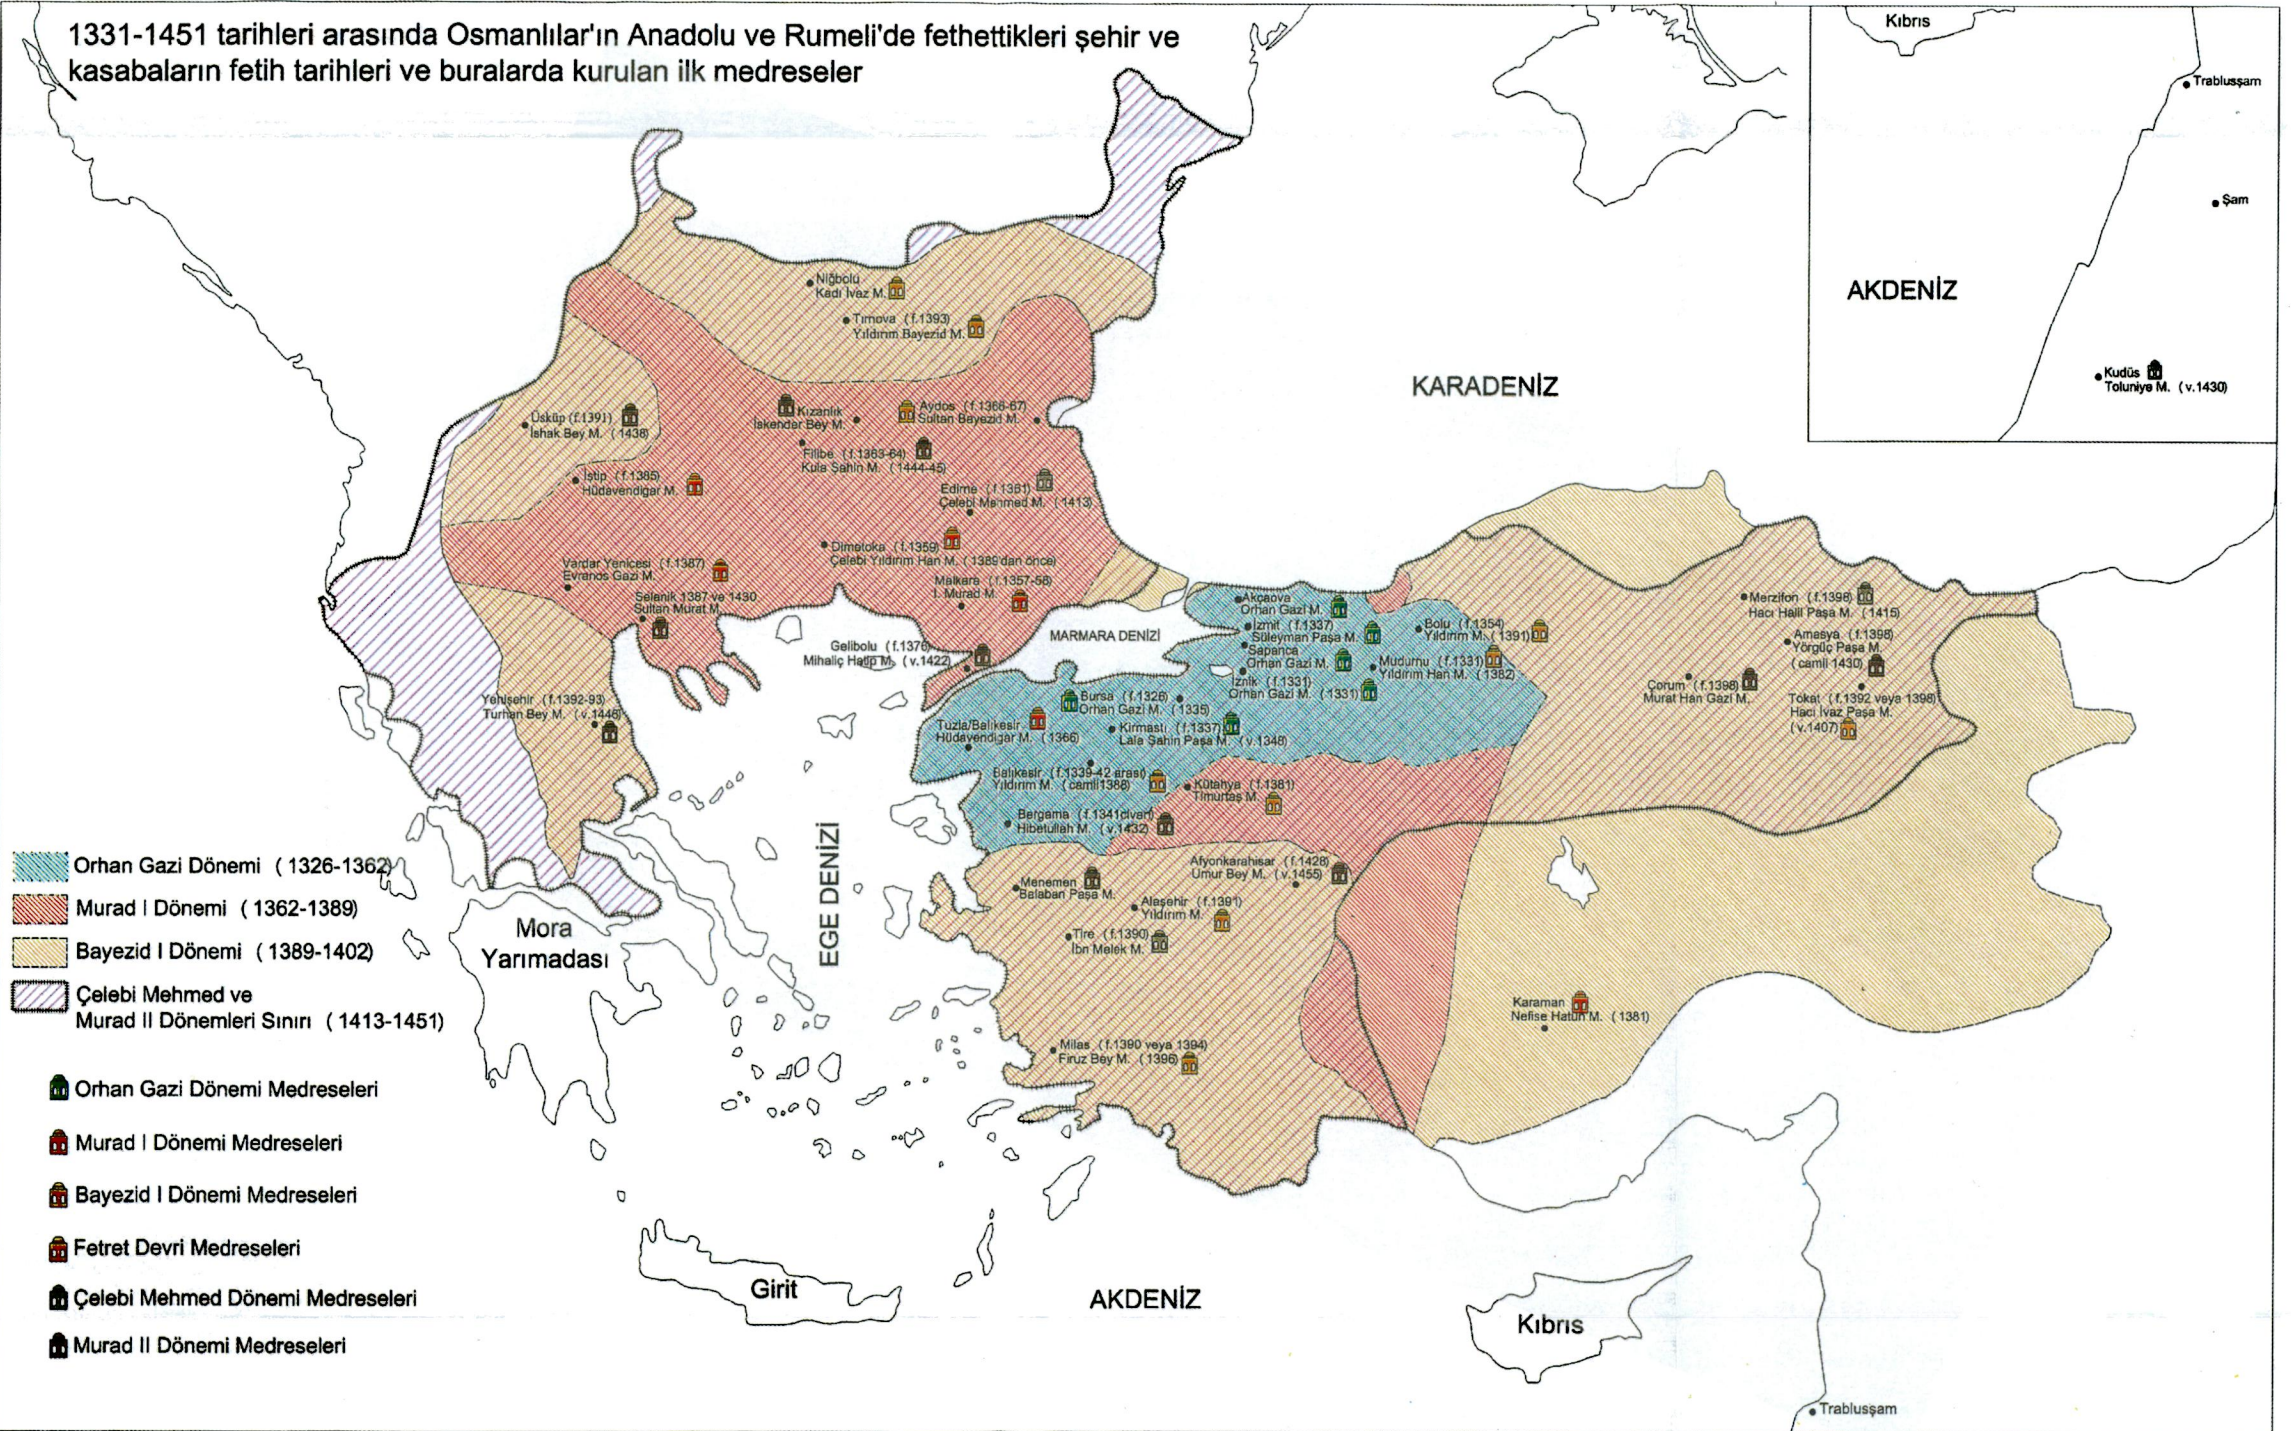 1331-1451 tarihleri arasında Osmanlılar'ın Anadolu ve Rumeli'de fethettikleri şehir ve
kasabaların fetih tarihleri ve buralarda kurulan ilk medreseler
Kıbrıs
Trablusşam
Şam
AKDENİZ
Kudüs
Toluniye M. (v.1430)
KARADENİZ
Niğbolu
Kadı İvaz M.
Tırnova (f.1393)
Yıldırım Bayezid M.
Üsküp (f.1391)
İshak Bey M. (1438)
Kızanlık
İskender Bey M.
Aydos (f.1366-67)
Sultan Bayezid M.
Filibe (f.1363-64)
Kula Şahin M. (1444-45)
İştip (f.1385)
Hüdavendigar M.
Edirne (f.1361)
Çelebi Mehmed M. (1413)
Dimetoka (f.1359)
Çelebi Yıldırım Han M. (1389'dan önce)
Vardar Yenicesi (f.1387)
Evrenos Gazi M.
Malkara (f.1357-58)
I. Murad M.
Selanik 1387 ve 1430
Sultan Murat M.
Gelibolu (f.1376)
Mihaliç Hatip M. (v.1422)
Yenişehir (f.1392-93)
Turhan Bey M. (v.1446)
MARMARA DENİZİ
Akçaova
Orhan Gazi M.
İzmit (f.1337)
Süleyman Paşa M.
Sapanca
Orhan Gazi M.
İznik (f.1331)
Orhan Gazi M. (1331)
Bolu (f.1354)
Yıldırım M. (1391)
Mudurnu (f.1331)
Yıldırım Han M. (1382)
Bursa (f.1326)
Orhan Gazi M. (1335)
Tuzla/Balıkesir
Hüdavendigar M. (1366)
Kirmastı (f.1337)
Lala Şahin Paşa M. (v.1348)
Balıkesir (f.1339-42 arası)
Yıldırım M. (camii1388)
Kütahya (f.1381)
Timurtaş M.
Bergama (f.1341civarı)
Hibetullah M. (v.1432)
Merzifon (f.1398)
Hacı Halil Paşa M. (1415)
Amasya (f.1398)
Yörgüç Paşa M.
(camii 1430)
Çorum (f.1398)
Murat Han Gazi M.
Tokat (f.1392 veya 1398)
Hacı İvaz Paşa M.
(v.1407)
Afyonkarahisar (f.1428)
Umur Bey M. (v.1455)
Menemen
Balaban Paşa M.
Alaşehir (f.1391)
Yıldırım M.
Tire (f.1390)
İbn Melek M.
Milas (f.1390 veya 1394)
Firuz Bey M. (1396)
Karaman
Nefise Hatun M. (1381)
EGE DENİZİ
Mora
Yarımadası
Girit
AKDENİZ
Kıbrıs
Trablusşam
Orhan Gazi Dönemi (1326-1362)
Murad I Dönemi (1362-1389)
Bayezid I Dönemi (1389-1402)
Çelebi Mehmed ve
Murad II Dönemleri Sınırı (1413-1451)
Orhan Gazi Dönemi Medreseleri
Murad I Dönemi Medreseleri
Bayezid I Dönemi Medreseleri
Fetret Devri Medreseleri
Çelebi Mehmed Dönemi Medreseleri
Murad II Dönemi Medreseleri